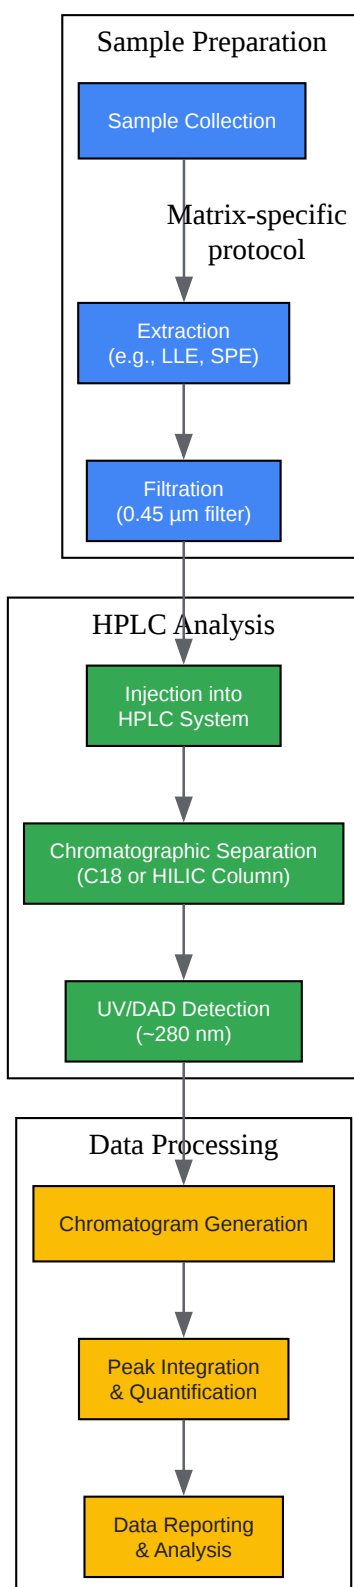 Sample Preparation
Sample Collection
Matrix-specific
protocol
Extraction
(e.g., LLE, SPE)
Filtration
(0.45 µm filter)
HPLC Analysis
Injection into
HPLC System
Chromatographic Separation
(C18 or HILIC Column)
UV/DAD Detection
(~280 nm)
Data Processing
Chromatogram Generation
Peak Integration
& Quantification
Data Reporting
& Analysis